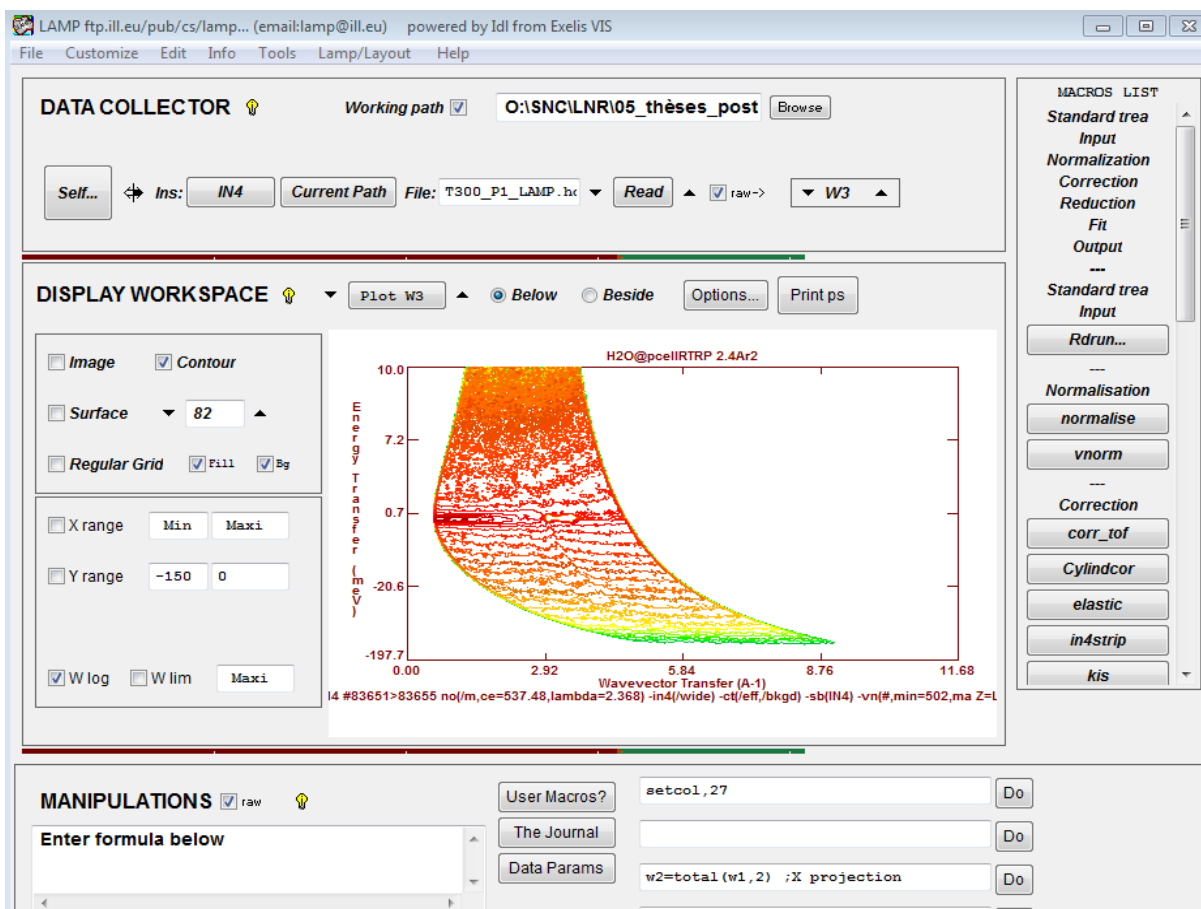 LAMP ftp.ill.eu/pub/cs/lamp... (email:lamp@ill.eu) powered by Idl from Exelis VIS
File Customize Edit Info Tools Lamp/Layout Help
DATA COLLECTOR Working path O:\SNC\LNR\05_thèses_post Browse
Self... Ins: IN4 Current Path File: T300_P1_LAMP.hd Read raw-> W3
DISPLAY WORKSPACE Plot W3 Below Beside Options... Print ps
Image Contour
Surface 82
Regular Grid Fill Bg
X range Min Maxi
Y range -150 0
W log W lim Maxi
H2O@pcellRTRP 2.4Ar2
Energy Transfer (meV)
10.0
7.2
0.7
-20.6
-197.7
0.00 2.92 5.84 8.76 11.68
Wavevector Transfer (A-1)
l4 #83651>83655 no(/m,ce=537.48,lambda=2.368) -in4(/wide) -ct(/eff,/bkgd) -sb(IN4) -vn(#,min=502,ma Z=L
MACROS LIST
Standard trea
Input
Normalization
Correction
Reduction
Fit
Output
---
Standard trea
Input
Rdrun...
---
Normalisation
normalise
vnorm
---
Correction
corr_tof
Cylindcor
elastic
in4strip
kis
MANIPULATIONS raw
Enter formula below
User Macros?
The Journal
Data Params
setcol,27 Do
Do
w2=total(w1,2) ;X projection Do